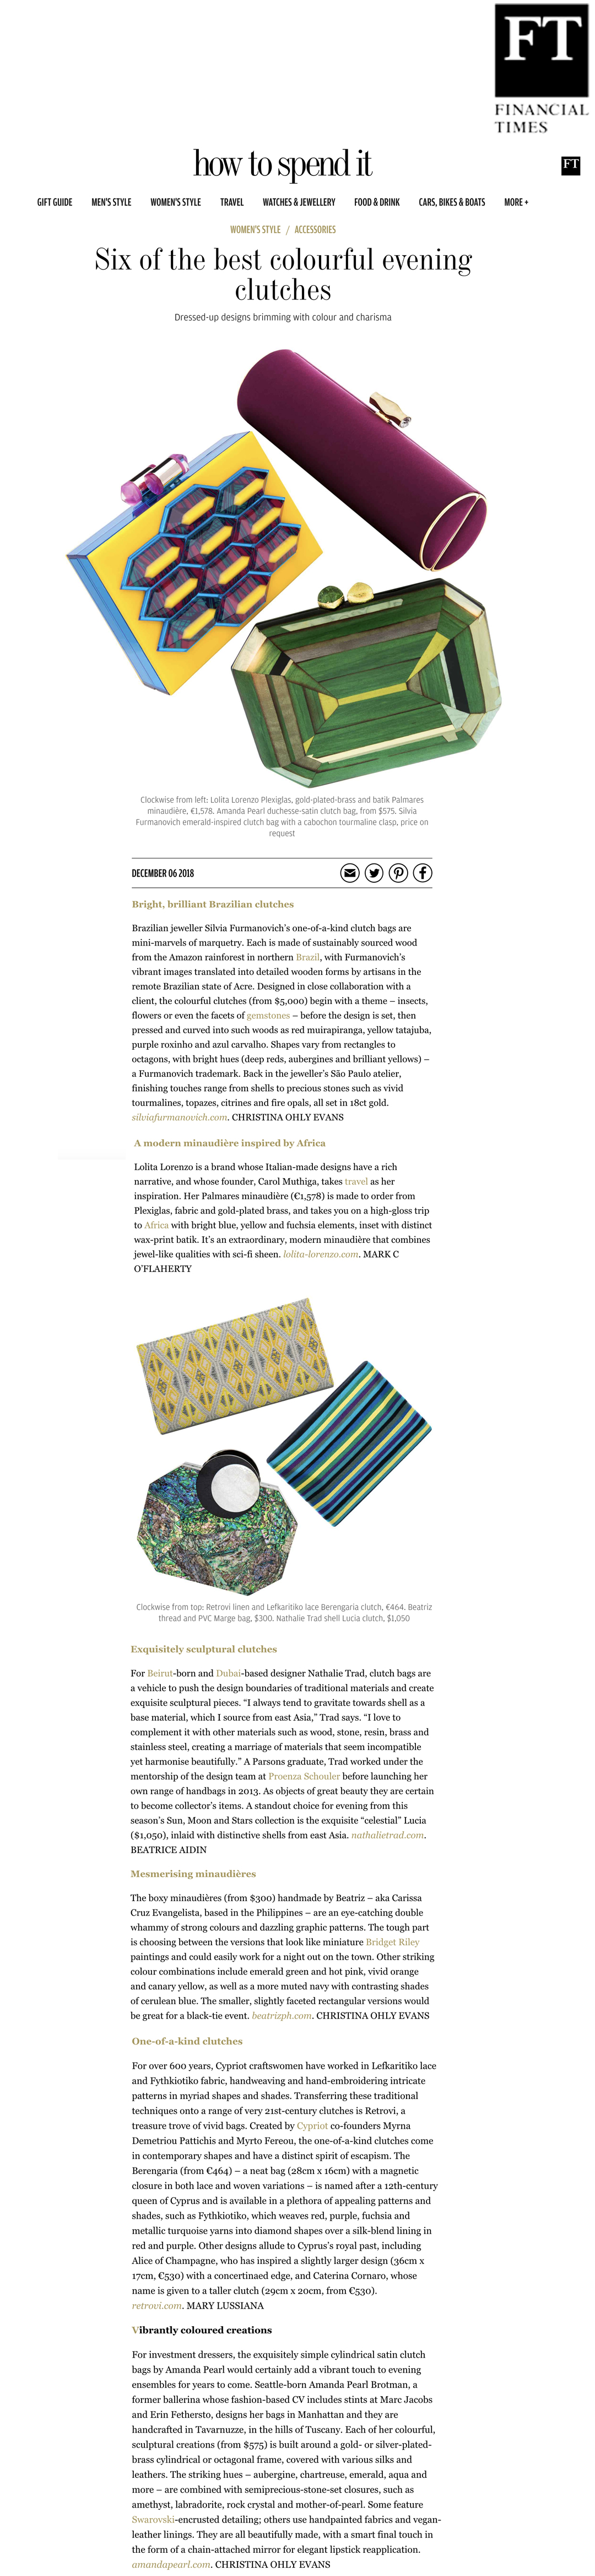 FT
FINANCIAL
TIMES
how to spend it
FT
GIFT GUIDE MEN'S STYLE WOMEN'S STYLE TRAVEL WATCHES & JEWELLERY FOOD & DRINK CARS, BIKES & BOATS MORE +
WOMEN'S STYLE / ACCESSORIES
Six of the best colourful evening
clutches
Dressed-up designs brimming with colour and charisma
Clockwise from left: Lolita Lorenzo Plexiglas, gold-plated-brass and batik Palmares
minaudière, €1,578. Amanda Pearl duchesse-satin clutch bag, from $575. Silvia
Furmanovich emerald-inspired clutch bag with a cabochon tourmaline clasp, price on
request
DECEMBER 06 2018
Bright, brilliant Brazilian clutches
Brazilian jeweller Silvia Furmanovich's one-of-a-kind clutch bags are
mini-marvels of marquetry. Each is made of sustainably sourced wood
from the Amazon rainforest in northern Brazil, with Furmanovich's
vibrant images translated into detailed wooden forms by artisans in the
remote Brazilian state of Acre. Designed in close collaboration with a
client, the colourful clutches (from $5,000) begin with a theme – insects,
flowers or even the facets of gemstones – before the design is set, then
pressed and curved into such woods as red muirapiranga, yellow tatajuba,
purple roxinho and azul carvalho. Shapes vary from rectangles to
octagons, with bright hues (deep reds, aubergines and brilliant yellows) –
a Furmanovich trademark. Back in the jeweller's São Paulo atelier,
finishing touches range from shells to precious stones such as vivid
tourmalines, topazes, citrines and fire opals, all set in 18ct gold.
silviafurmanovich.com. CHRISTINA OHLY EVANS
A modern minaudière inspired by Africa
Lolita Lorenzo is a brand whose Italian-made designs have a rich
narrative, and whose founder, Carol Muthiga, takes travel as her
inspiration. Her Palmares minaudière (€1,578) is made to order from
Plexiglas, fabric and gold-plated brass, and takes you on a high-gloss trip
to Africa with bright blue, yellow and fuchsia elements, inset with distinct
wax-print batik. It's an extraordinary, modern minaudière that combines
jewel-like qualities with sci-fi sheen. lolita-lorenzo.com. MARK C
O'FLAHERTY
Clockwise from top: Retrovi linen and Lefkaritiko lace Berengaria clutch, €464. Beatriz
thread and PVC Marge bag, $300. Nathalie Trad shell Lucia clutch, $1,050
Exquisitely sculptural clutches
For Beirut-born and Dubai-based designer Nathalie Trad, clutch bags are
a vehicle to push the design boundaries of traditional materials and create
exquisite sculptural pieces. “I always tend to gravitate towards shell as a
base material, which I source from east Asia,” Trad says. “I love to
complement it with other materials such as wood, stone, resin, brass and
stainless steel, creating a marriage of materials that seem incompatible
yet harmonise beautifully.” A Parsons graduate, Trad worked under the
mentorship of the design team at Proenza Schouler before launching her
own range of handbags in 2013. As objects of great beauty they are certain
to become collector's items. A standout choice for evening from this
season's Sun, Moon and Stars collection is the exquisite “celestial” Lucia
($1,050), inlaid with distinctive shells from east Asia. nathalietrad.com.
BEATRICE AIDIN
Mesmerising minaudières
The boxy minaudières (from $300) handmade by Beatriz – aka Carissa
Cruz Evangelista, based in the Philippines – are an eye-catching double
whammy of strong colours and dazzling graphic patterns. The tough part
is choosing between the versions that look like miniature Bridget Riley
paintings and could easily work for a night out on the town. Other striking
colour combinations include emerald green and hot pink, vivid orange
and canary yellow, as well as a more muted navy with contrasting shades
of cerulean blue. The smaller, slightly faceted rectangular versions would
be great for a black-tie event. beatrizph.com. CHRISTINA OHLY EVANS
One-of-a-kind clutches
For over 600 years, Cypriot craftswomen have worked in Lefkaritiko lace
and Fythkiotiko fabric, handweaving and hand-embroidering intricate
patterns in myriad shapes and shades. Transferring these traditional
techniques onto a range of very 21st-century clutches is Retrovi, a
treasure trove of vivid bags. Created by Cypriot co-founders Myrna
Demetriou Pattichis and Myrto Fereou, the one-of-a-kind clutches come
in contemporary shapes and have a distinct spirit of escapism. The
Berengaria (from €464) – a neat bag (28cm x 16cm) with a magnetic
closure in both lace and woven variations – is named after a 12th-century
queen of Cyprus and is available in a plethora of appealing patterns and
shades, such as Fythkiotiko, which weaves red, purple, fuchsia and
metallic turquoise yarns into diamond shapes over a silk-blend lining in
red and purple. Other designs allude to Cyprus's royal past, including
Alice of Champagne, who has inspired a slightly larger design (36cm x
17cm, €530) with a concertinaed edge, and Caterina Cornaro, whose
name is given to a taller clutch (29cm x 20cm, from €530).
retrovi.com. MARY LUSSIANA
Vibrantly coloured creations
For investment dressers, the exquisitely simple cylindrical satin clutch
bags by Amanda Pearl would certainly add a vibrant touch to evening
ensembles for years to come. Seattle-born Amanda Pearl Brotman, a
former ballerina whose fashion-based CV includes stints at Marc Jacobs
and Erin Fethersto, designs her bags in Manhattan and they are
handcrafted in Tavarnuzze, in the hills of Tuscany. Each of her colourful,
sculptural creations (from $575) is built around a gold- or silver-plated-
brass cylindrical or octagonal frame, covered with various silks and
leathers. The striking hues – aubergine, chartreuse, emerald, aqua and
more – are combined with semiprecious-stone-set closures, such as
amethyst, labradorite, rock crystal and mother-of-pearl. Some feature
Swarovski-encrusted detailing; others use handpainted fabrics and vegan-
leather linings. They are all beautifully made, with a smart final touch in
the form of a chain-attached mirror for elegant lipstick reapplication.
amandapearl.com. CHRISTINA OHLY EVANS